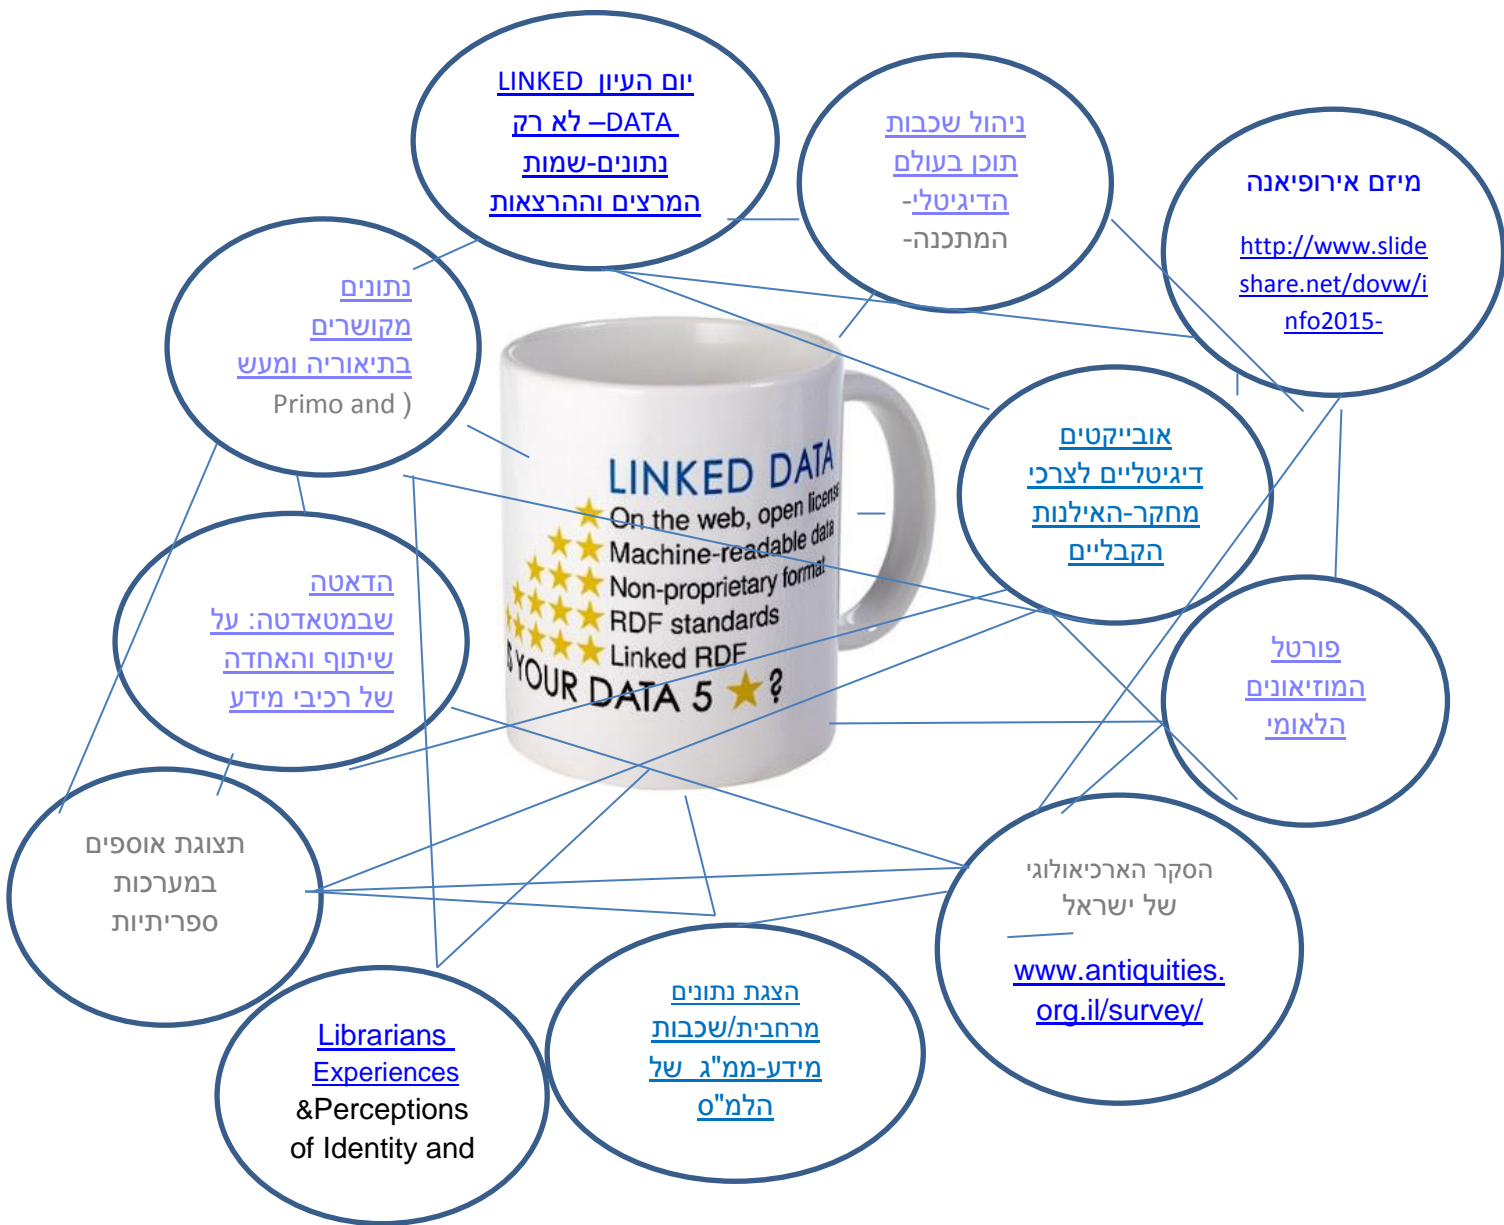 יום העיון LINKED
DATA– לא רק
נתונים-שמות
המרצים וההרצאות
ניהול שכבות
תוכן בעולם
הדיגיטלי-
המתכנה-
מיזם אירופיאנה
http://www.slide
share.net/dovw/i
nfo2015-
נתונים
מקושרים
בתיאוריה ומעש
Primo and )
LINKED DATA
On the web, open license
Machine-readable data
Non-proprietary format
RDF standards
Linked RDF
IS YOUR DATA 5 ★?
אובייקטים
דיגיטליים לצרכי
מחקר-האילנות
הקבליים
הדאטה
שבמטאדטה: על
שיתוף והאחדה
של רכיבי מידע
פורטל
המוזיאונים
הלאומי
תצוגת אוספים
במערכות
ספריתיות
הסקר הארכיאולוגי
של ישראל
www.antiquities.
org.il/survey/
Librarians
Experiences
&Perceptions
of Identity and
הצגת נתונים
מרחבית/שכבות
מידע-ממ"ג של
הלמ"ס